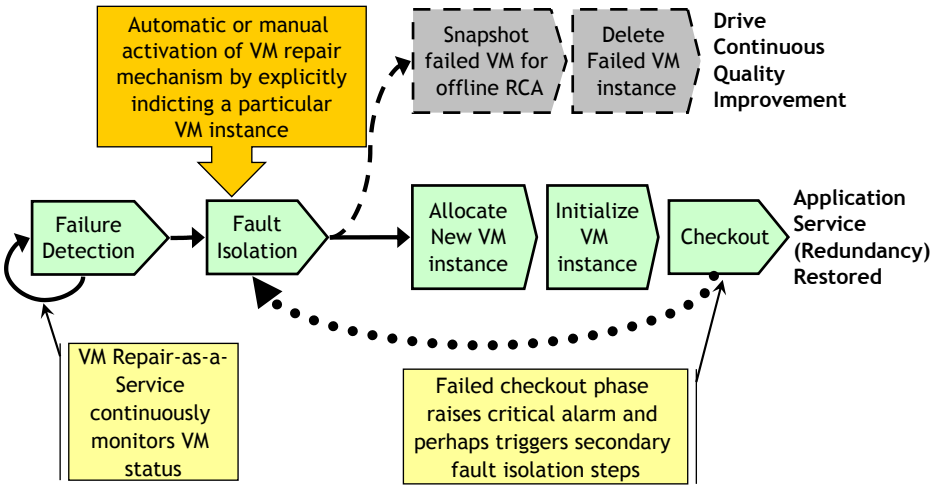 Automatic or manual
activation of VM repair
mechanism by explicitly
indicting a particular
VM instance
Snapshot
failed VM for
offline RCA
Delete
Failed VM
instance
Drive
Continuous
Quality
Improvement
Failure
Detection
Fault
Isolation
Allocate
New VM
instance
Initialize
VM
instance
Checkout
Application
Service
(Redundancy)
Restored
VM Repair-as-a-
Service
continuously
monitors VM
status
Failed checkout phase
raises critical alarm and
perhaps triggers secondary
fault isolation steps